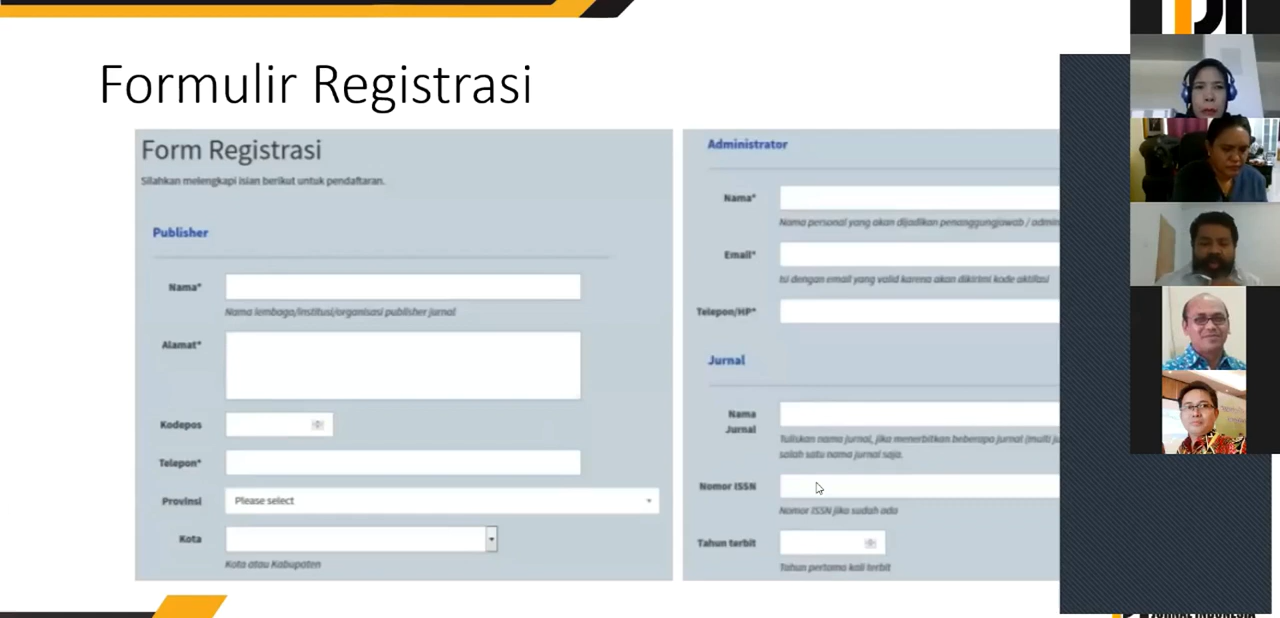 Formulir Registrasi
Form Registrasi
Silahkan melengkapi isian berikut untuk pendaftaran.
Publisher
Nama*
Nama lembaga/institusi/organisasi publisher jurnal
Alamat*
Kodepos
Telepon*
Provinsi
Please select
Kota
Kota atau Kabupaten
Administrator
Nama*
Nama personal yang akan dijadikan penanggungjawab /
Email*
Isi dengan email yang valid karena akan dikirimi kode aktifasi
Telepon/HP*
Jurnal
Nama
Jurnal
Tuliskan nama jurnal, jika menerbitkan beberapa jurnal (multi
salah satu nama jurnal saja.
Nomor ISSN
Nomor ISSN jika sudah ada
Tahun terbit
Tahun pertama kali terbit